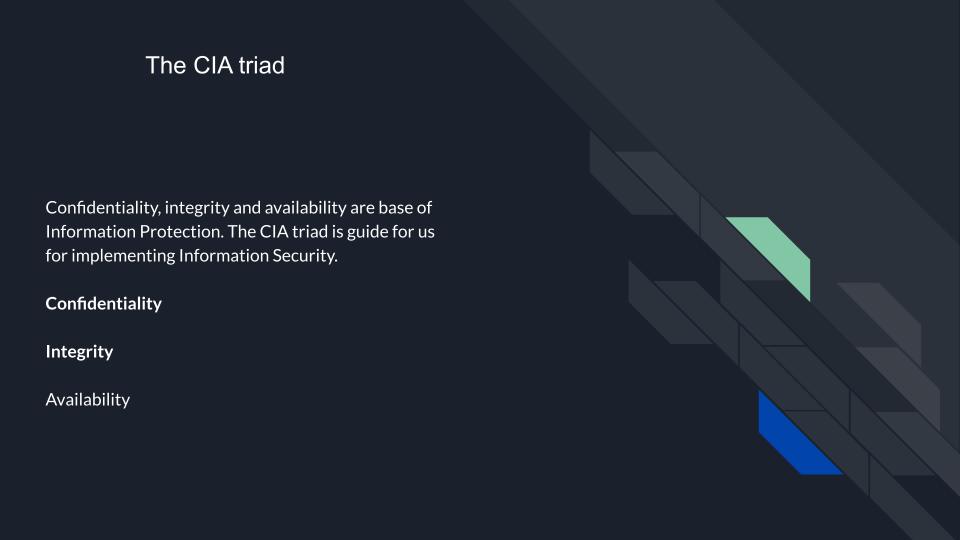 The CIA triad
Confidentiality, integrity and availability are base of
Information Protection. The CIA triad is guide for us
for implementing Information Security.
Confidentiality
Integrity
Availability